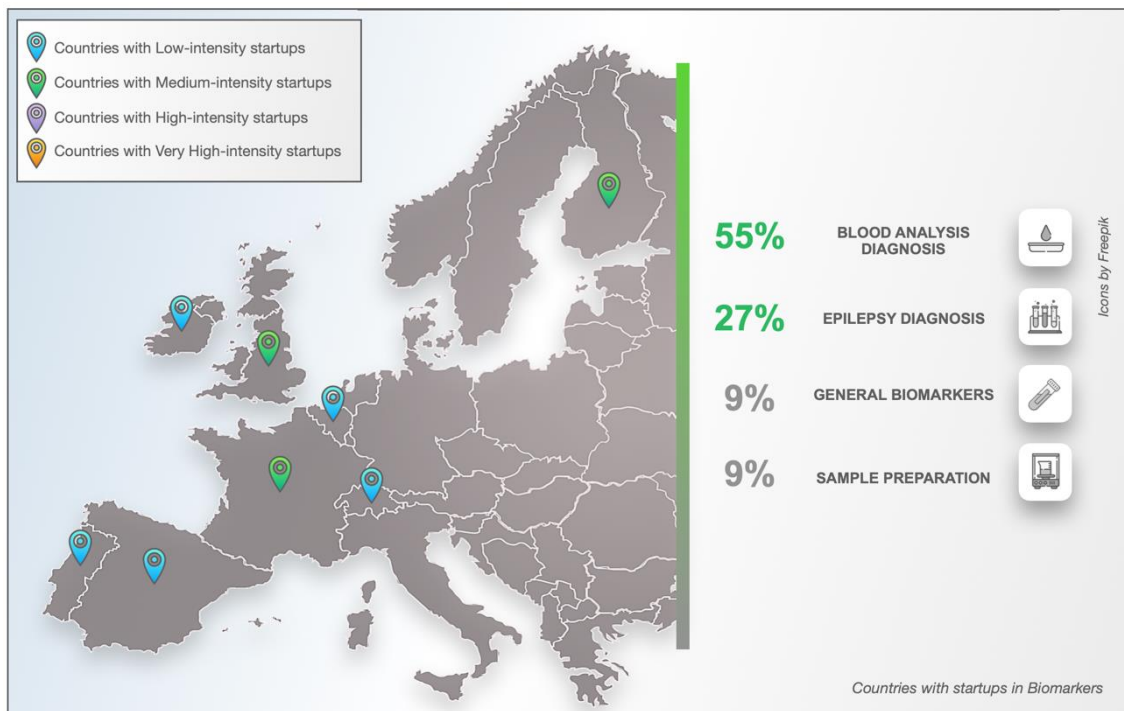 Countries with Low-intensity startups
Countries with Medium-intensity startups
Countries with High-intensity startups
Countries with Very High-intensity startups
55%
BLOOD ANALYSIS
DIAGNOSIS
27%
EPILEPSY DIAGNOSIS
9%
GENERAL BIOMARKERS
9%
SAMPLE PREPARATION
Icons by Freepik
Countries with startups in Biomarkers